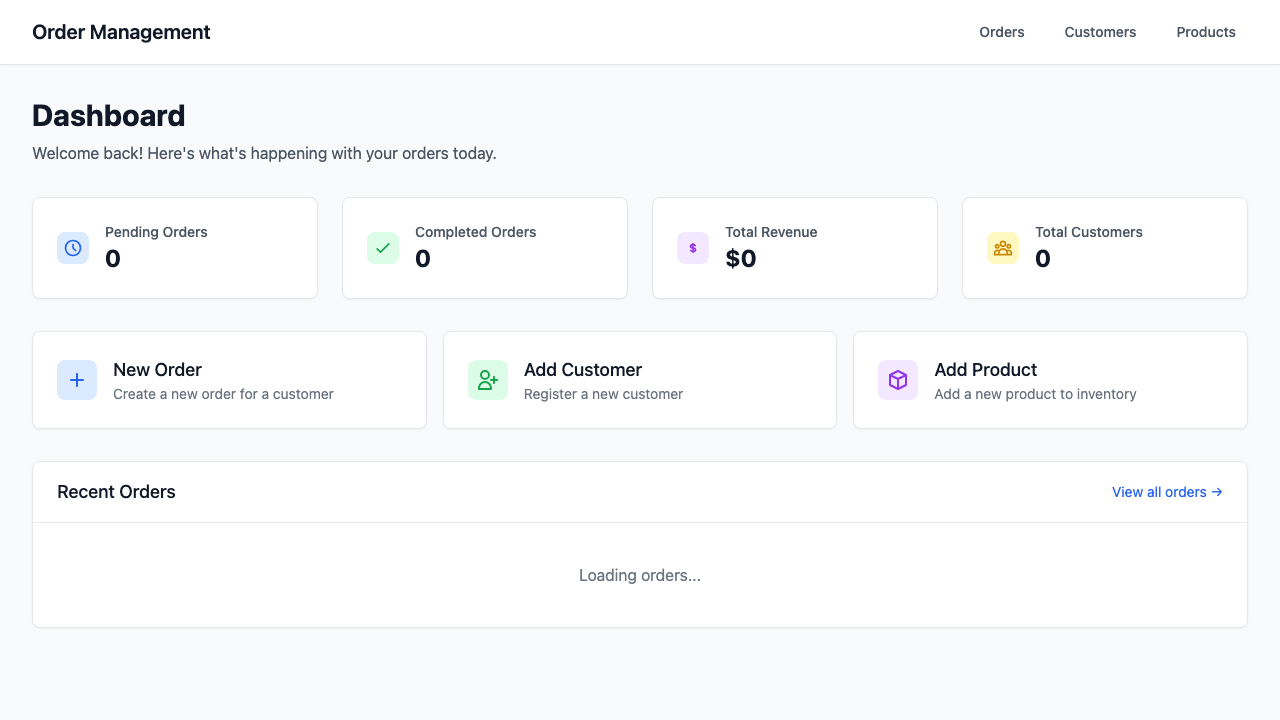 Order Management
Orders
Customers
Products
Dashboard
Welcome back! Here's what's happening with your orders today.
Pending Orders
0
Completed Orders
0
$
Total Revenue
$0
Total Customers
0
New Order
Create a new order for a customer
Add Customer
Register a new customer
Add Product
Add a new product to inventory
Recent Orders
View all orders →
Loading orders...